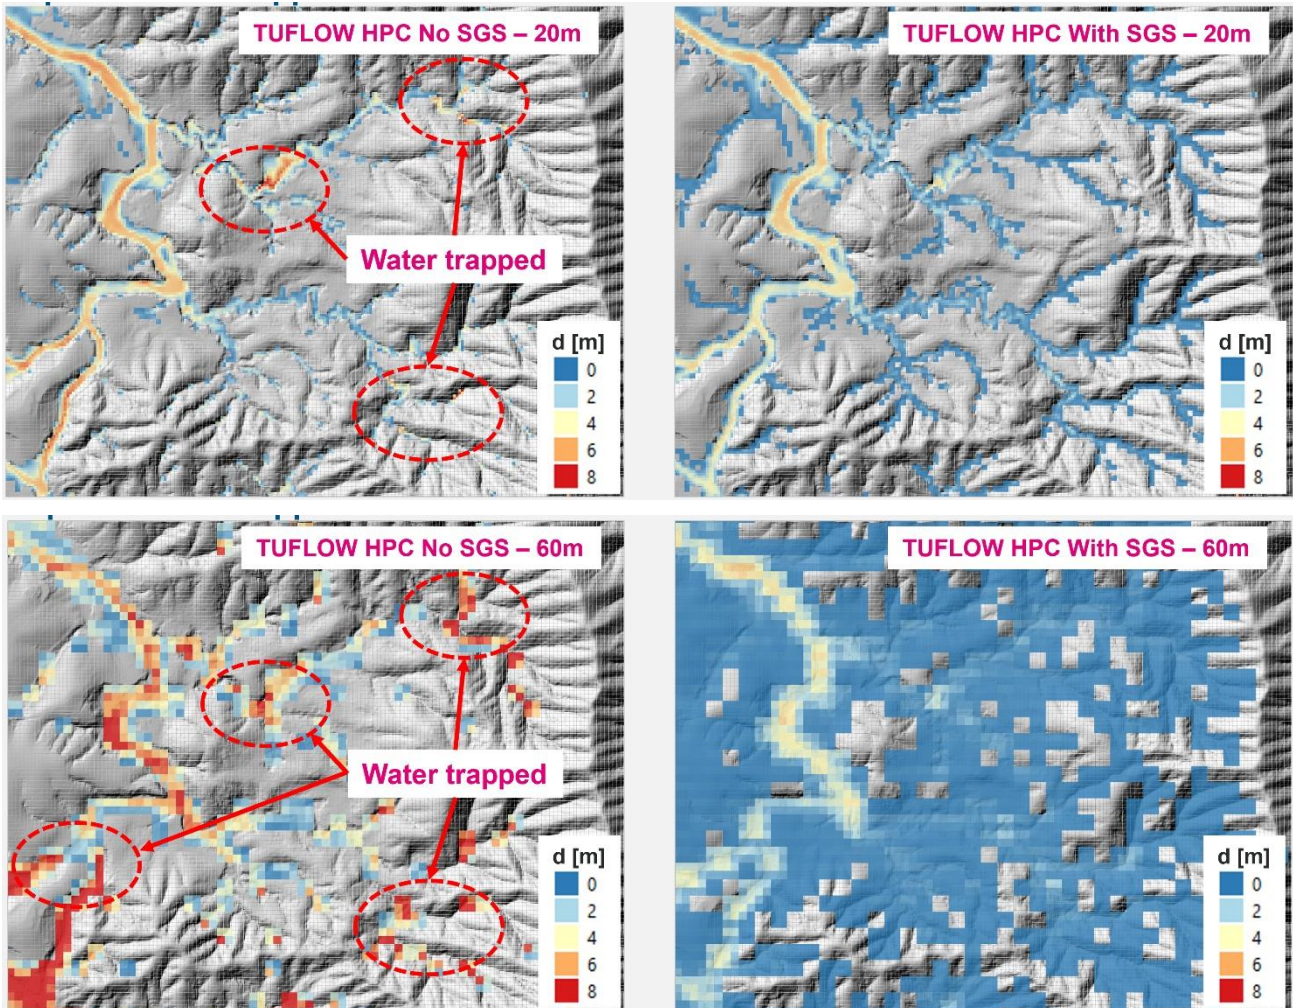 TUFLOW HPC No SGS – 20m
Water trapped
d [m]
0
2
4
6
8
TUFLOW HPC With SGS – 20m
d [m]
0
2
4
6
8
TUFLOW HPC No SGS – 60m
Water trapped
d [m]
0
2
4
6
8
TUFLOW HPC With SGS – 60m
d [m]
0
2
4
6
8